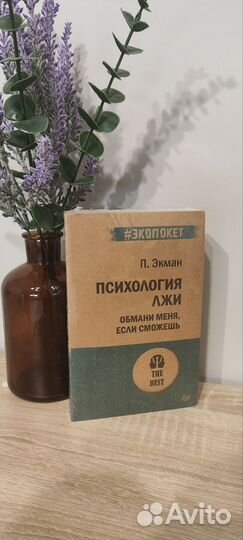 #ЭКОПОКЕТ
П. Экман
ПСИХОЛОГИЯ
ЛЖИ
ОБМАНИ МЕНЯ,
ЕСЛИ СМОЖЕШЬ
THE
BEST
Avito